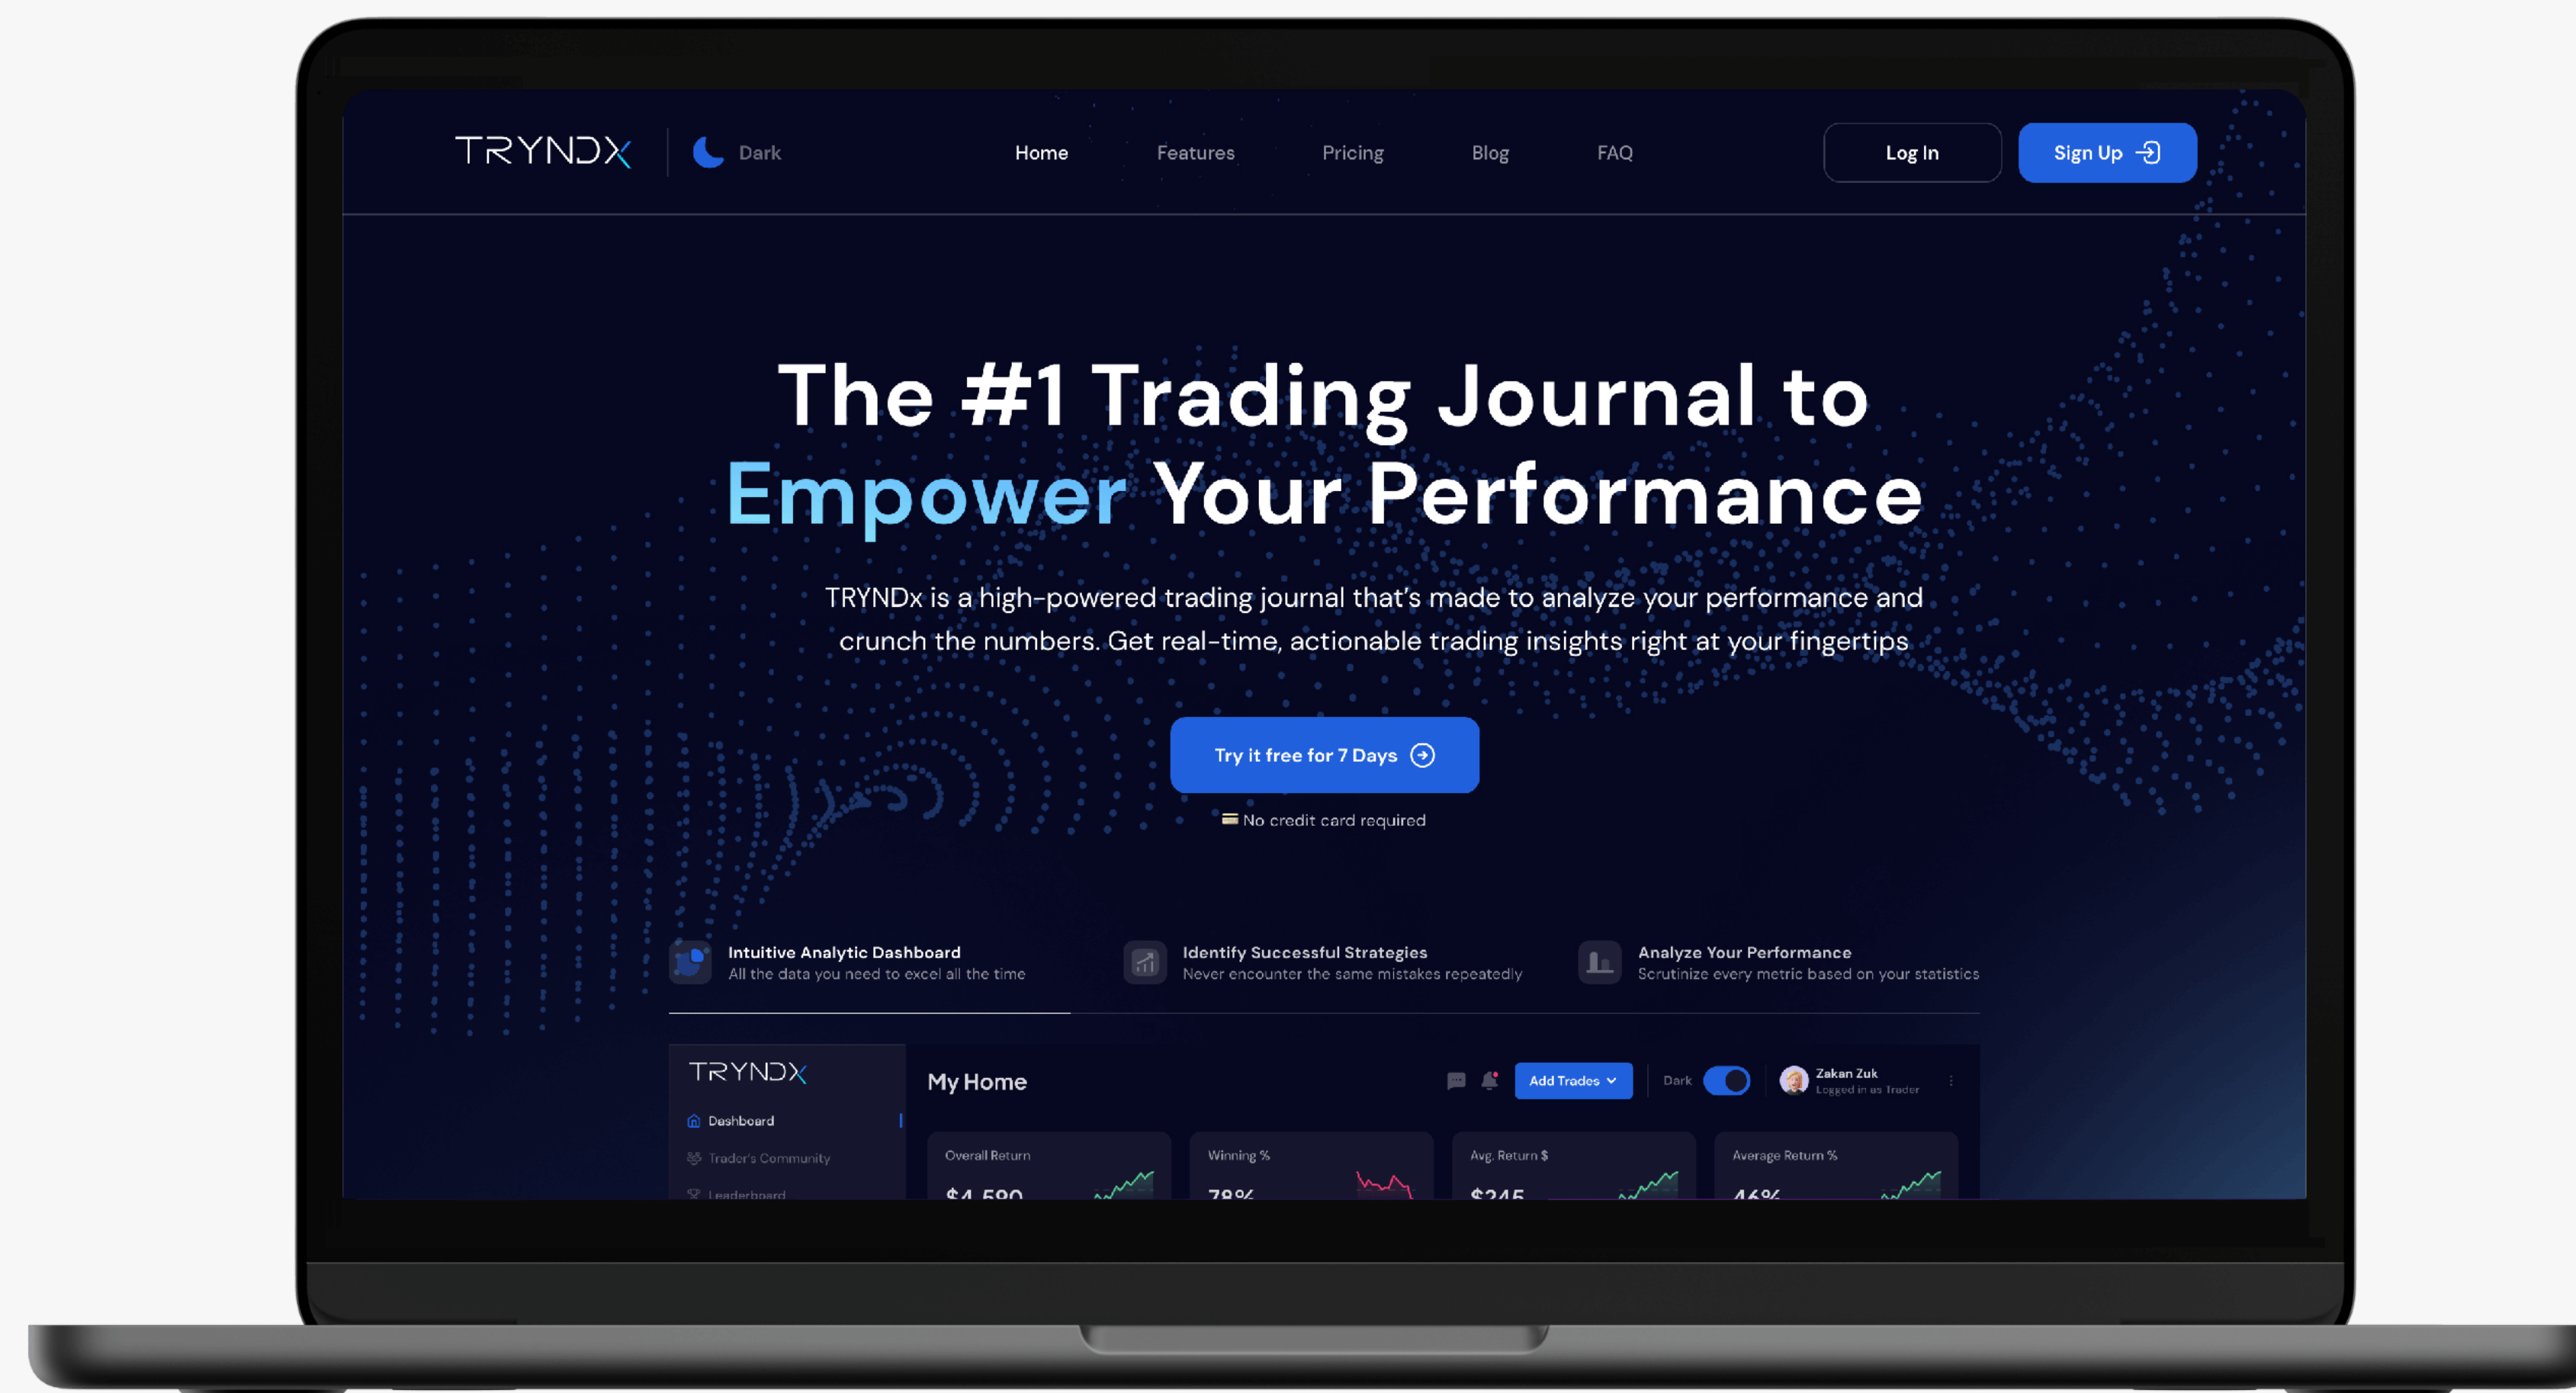 TRYNDX
Dark
Home
Features
Pricing
Blog
FAQ
Log In
Sign Up
The #1 Trading Journal to
Empower Your Performance
TRYNDx is a high-powered trading journal that's made to analyze your performance and
crunch the numbers. Get real-time, actionable trading insights right at your fingertips
Try it free for 7 Days
No credit card required
Intuitive Analytic Dashboard
All the data you need to excel all the time
Identify Successful Strategies
Never encounter the same mistakes repeatedly
Analyze Your Performance
Scrutinize every metric based on your statistics
TRYNDX
My Home
Add Trades
Dark
Zakan Zuk
Logged in as Trader
Dashboard
Trader's Community
Leaderboard
Overall Return
$4,590
Winning %
78%
Avg. Return $
$245
Average Return %
46%